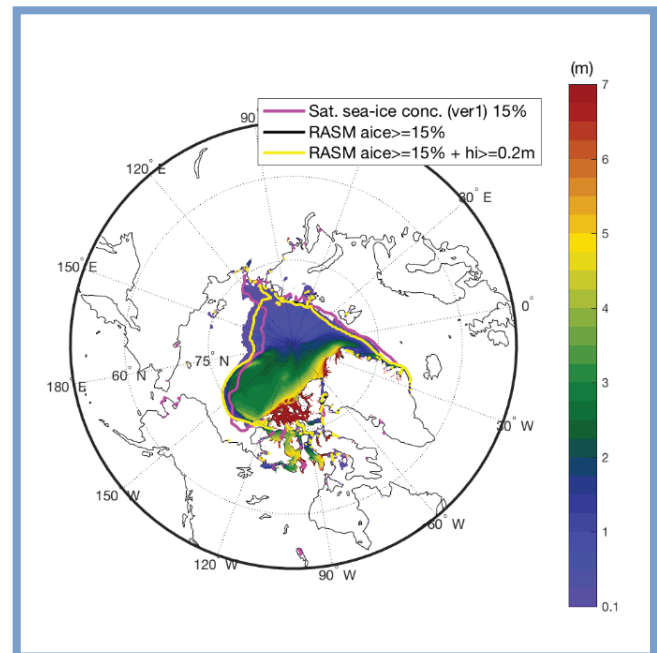 (m)
7
Sat. sea-ice conc. (ver1) 15%
RASM aice>=15%
RASM aice>=15% + hi>=0.2m
90°
120° E
30° E
6
150° E
0°
5
75° N
180° E
60° N
4
30° W
3
150° W
2
60° W
120° W
90° W
1
0.1